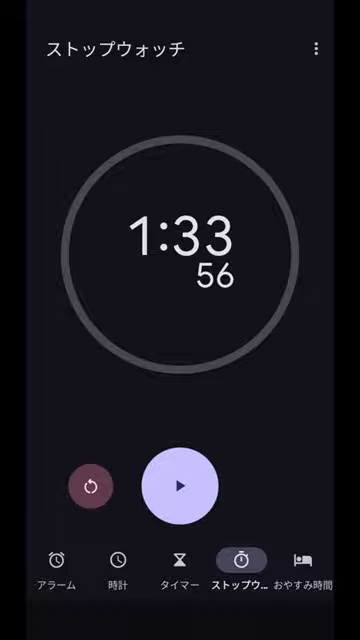 ストップウォッチ
1:33
56
アラーム
時計
タイマー
ストップウ…
おやすみ時間